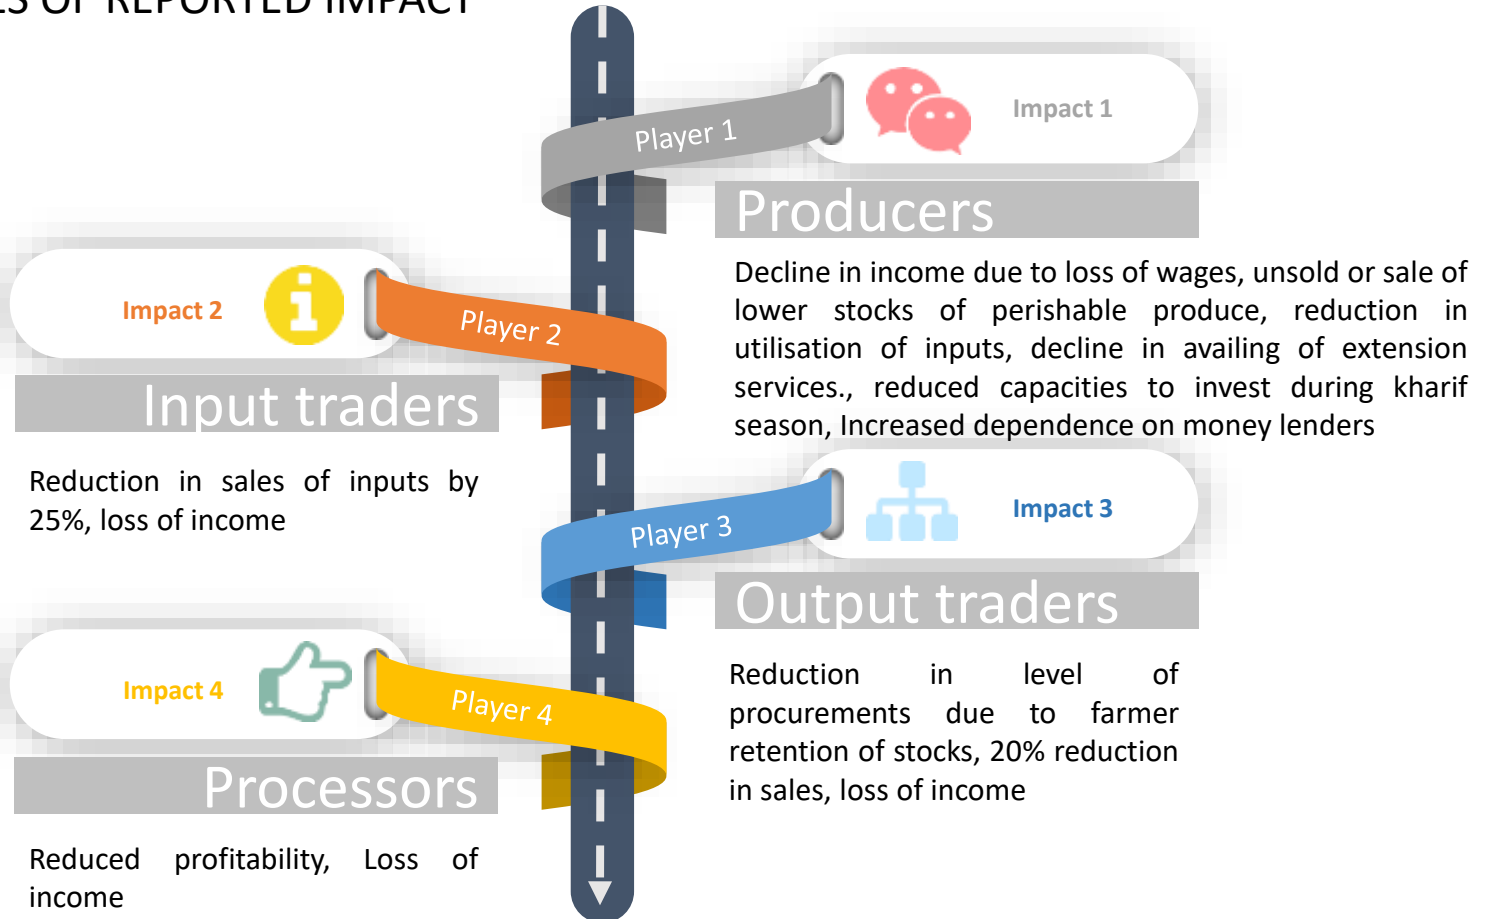 OF REPORTED IMPACT
Player 1
Impact 1
Producers
Decline in income due to loss of wages, unsold or sale of
lower stocks of perishable produce, reduction in
utilisation of inputs, decline in availing of extension
services., reduced capacities to invest during kharif
season, Increased dependence on money lenders
Impact 2
Player 2
Input traders
Reduction in sales of inputs by
25%, loss of income
Player 3
Impact 3
Output traders
Reduction in level of
procurements due to farmer
retention of stocks, 20% reduction
in sales, loss of income
Impact 4
Player 4
Processors
Reduced profitability, Loss of
income